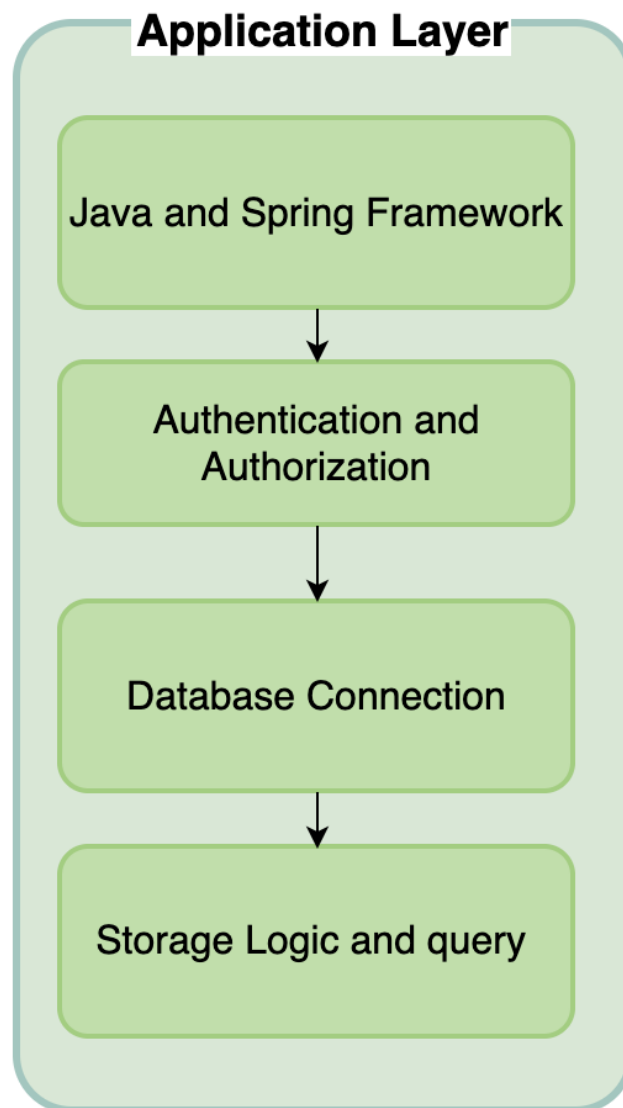 Application Layer
Java and Spring Framework
Authentication and
Authorization
Database Connection
Storage Logic and query